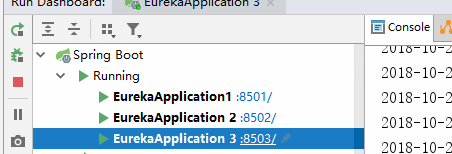 Run Dashboard:
EurekaApplication 3
Console
Spring Boot
Running
EurekaApplication1 :8501/
EurekaApplication 2 :8502/
EurekaApplication 3 :8503/
2018-10-2
2018-10-2
2018-10-2
2018-10-2
2018-10-2
2018-10-2